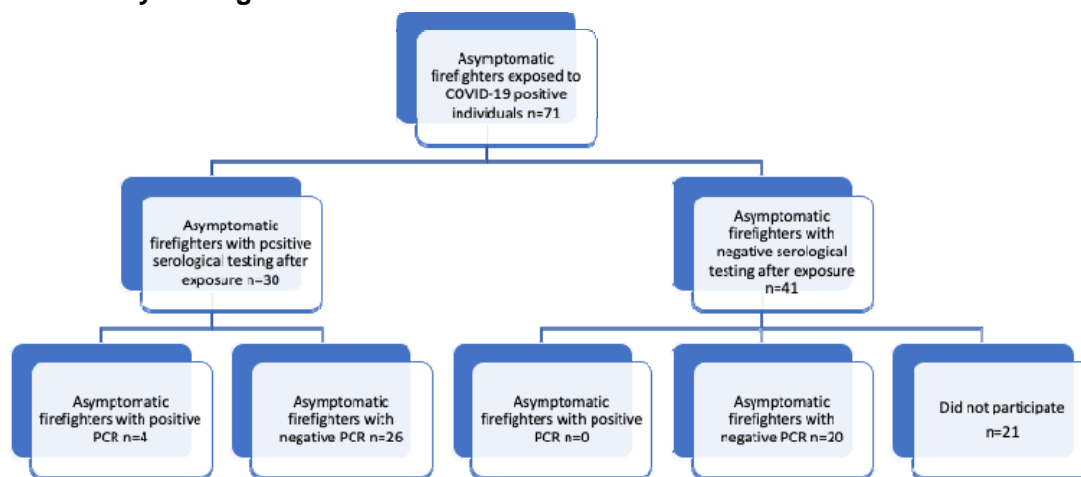 Asymptomatic
firefighters exposed to
COVID-19 positive
individuals n=71
Asymptomatic
firefighters with positive
serological testing after
exposure n=30
Asymptomatic
firefighters with
negative serological
testing after exposure
n=41
Asymptomatic
firefighters with positive
PCR n=4
Asymptomatic
firefighters with
negative PCR n=26
Asymptomatic
firefighters with positive
PCR n=0
Asymptomatic
firefighters with
negative PCR n=20
Did not participate
n=21